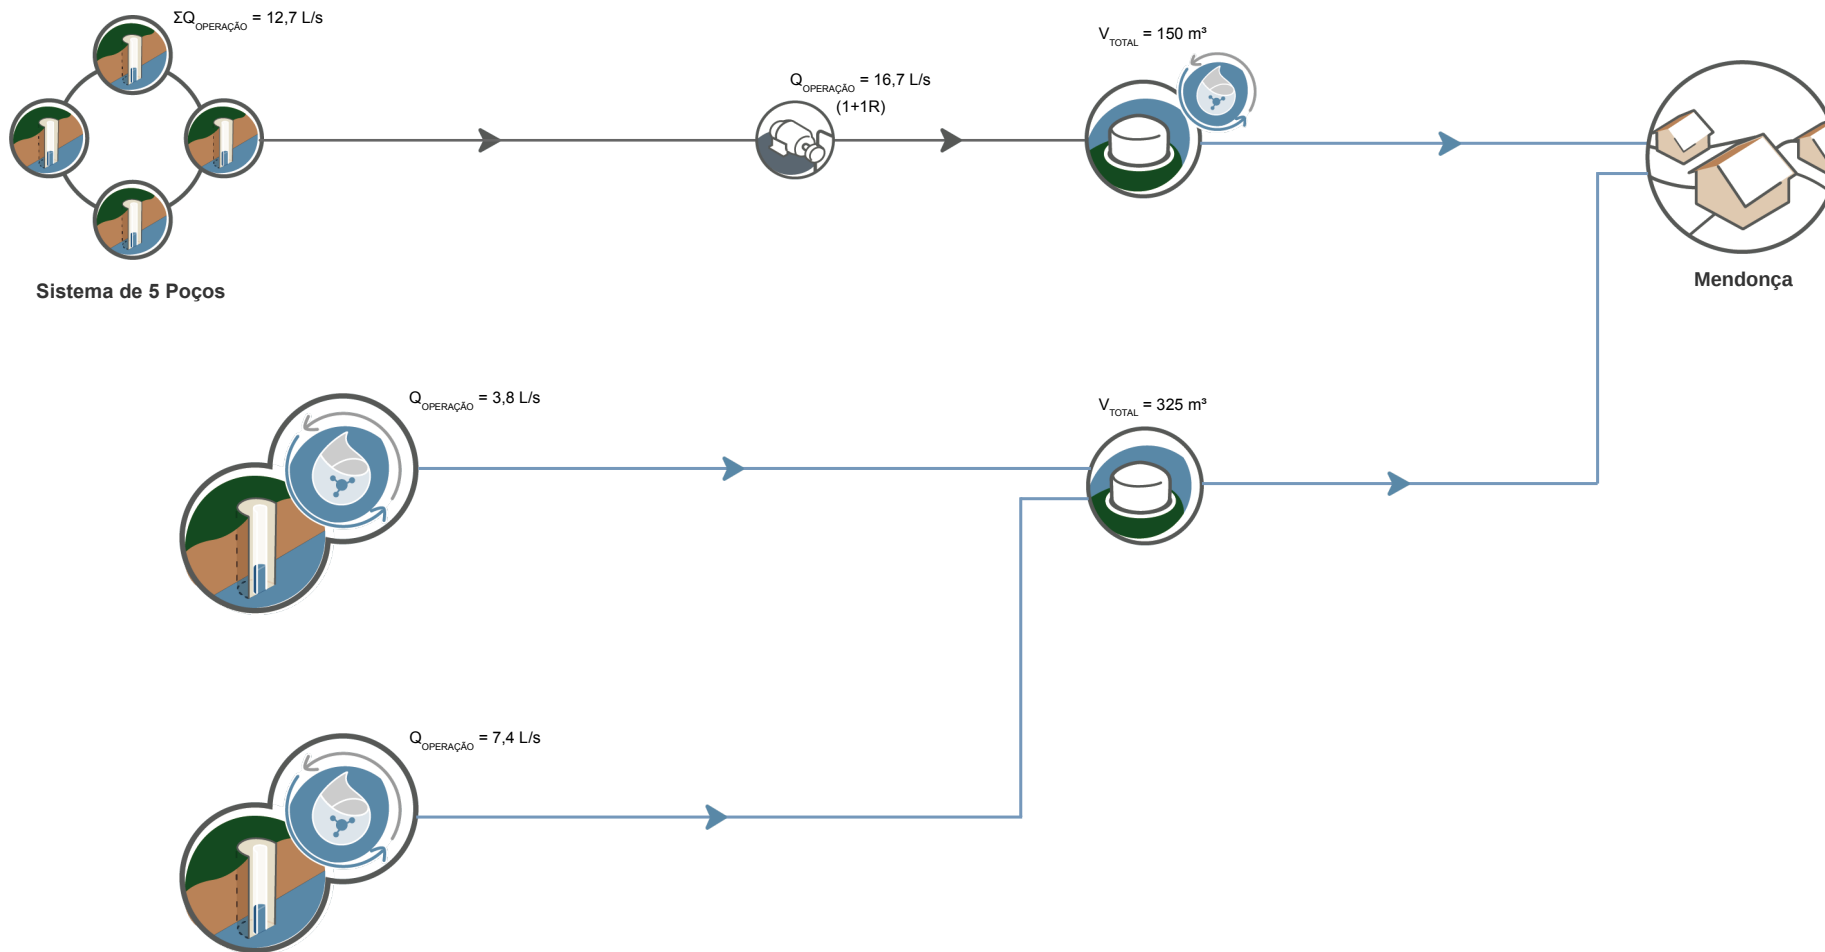 ΣQOPERAÇÃO = 12,7 L/s
VTOTAL = 150 m³
QOPERAÇÃO = 16,7 L/s
(1+1R)
Sistema de 5 Poços
Mendonça
QOPERAÇÃO = 3,8 L/s
VTOTAL = 325 m³
QOPERAÇÃO = 7,4 L/s